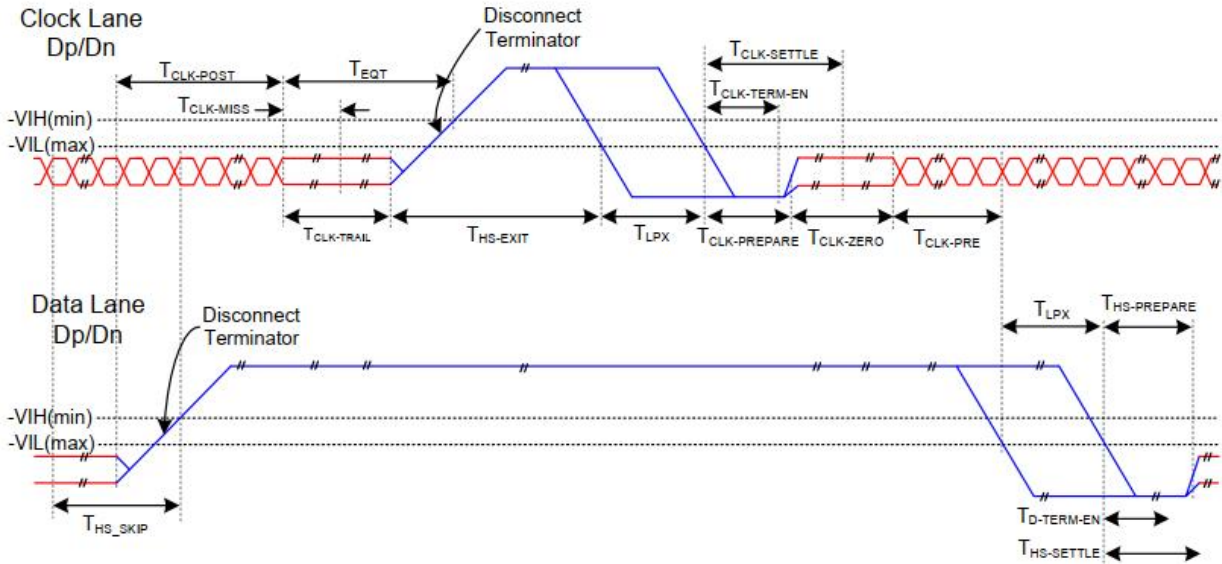 Clock Lane
Dp/Dn
Disconnect
Terminator
TCLK-POST
TEQT
TCLK-SETTLE
TCLK-MISS
TCLK-TERM-EN
-VIH(min)
-VIL(max)
TCLK-TRAIL
THS-EXIT
TLPX
TCLK-PREPARE
TCLK-ZERO
TCLK-PRE
Data Lane
Dp/Dn
Disconnect
Terminator
TLPX
THS-PREPARE
-VIH(min)
-VIL(max)
THS_SKIP
TD-TERM-EN
THS-SETTLE